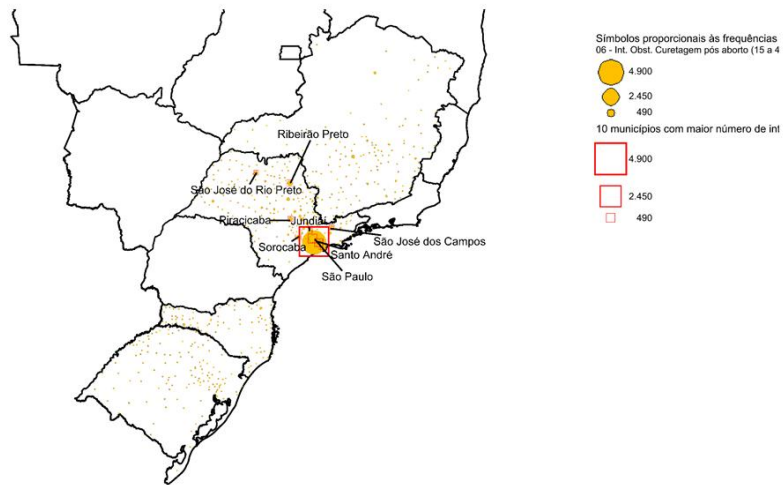 Símbolos proporcionais às frequências
06 - Int. Obst. Curetagem pós aborto (15 a 4
4.900
2.450
490
10 municípios com maior número de int
4.900
2.450
490
Ribeirão Preto
São José do Rio Preto
Piracicaba
Jundiaí
São José dos Campos
Sorocaba
Santo André
São Paulo